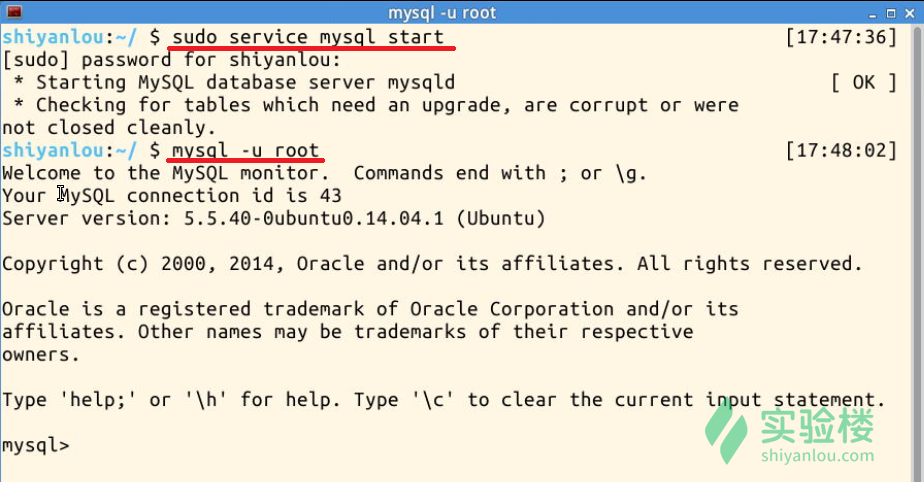 mysql -u root
shiyanlou:~/ $ sudo service mysql start [17:47:36]
[sudo] password for shiyanlou:
* Starting MySQL database server mysqld [ OK ]
* Checking for tables which need an upgrade, are corrupt or were
not closed cleanly.
shiyanlou:~/ $ mysql -u root [17:48:02]
Welcome to the MySQL monitor.  Commands end with ; or \g.
Your MySQL connection id is 43
Server version: 5.5.40-0ubuntu0.14.04.1 (Ubuntu)
Copyright (c) 2000, 2014, Oracle and/or its affiliates. All rights reserved.
Oracle is a registered trademark of Oracle Corporation and/or its
affiliates. Other names may be trademarks of their respective
owners.
Type 'help;' or '\h' for help. Type '\c' to clear the current input statement.
mysql>
实验楼
shiyanlou.com